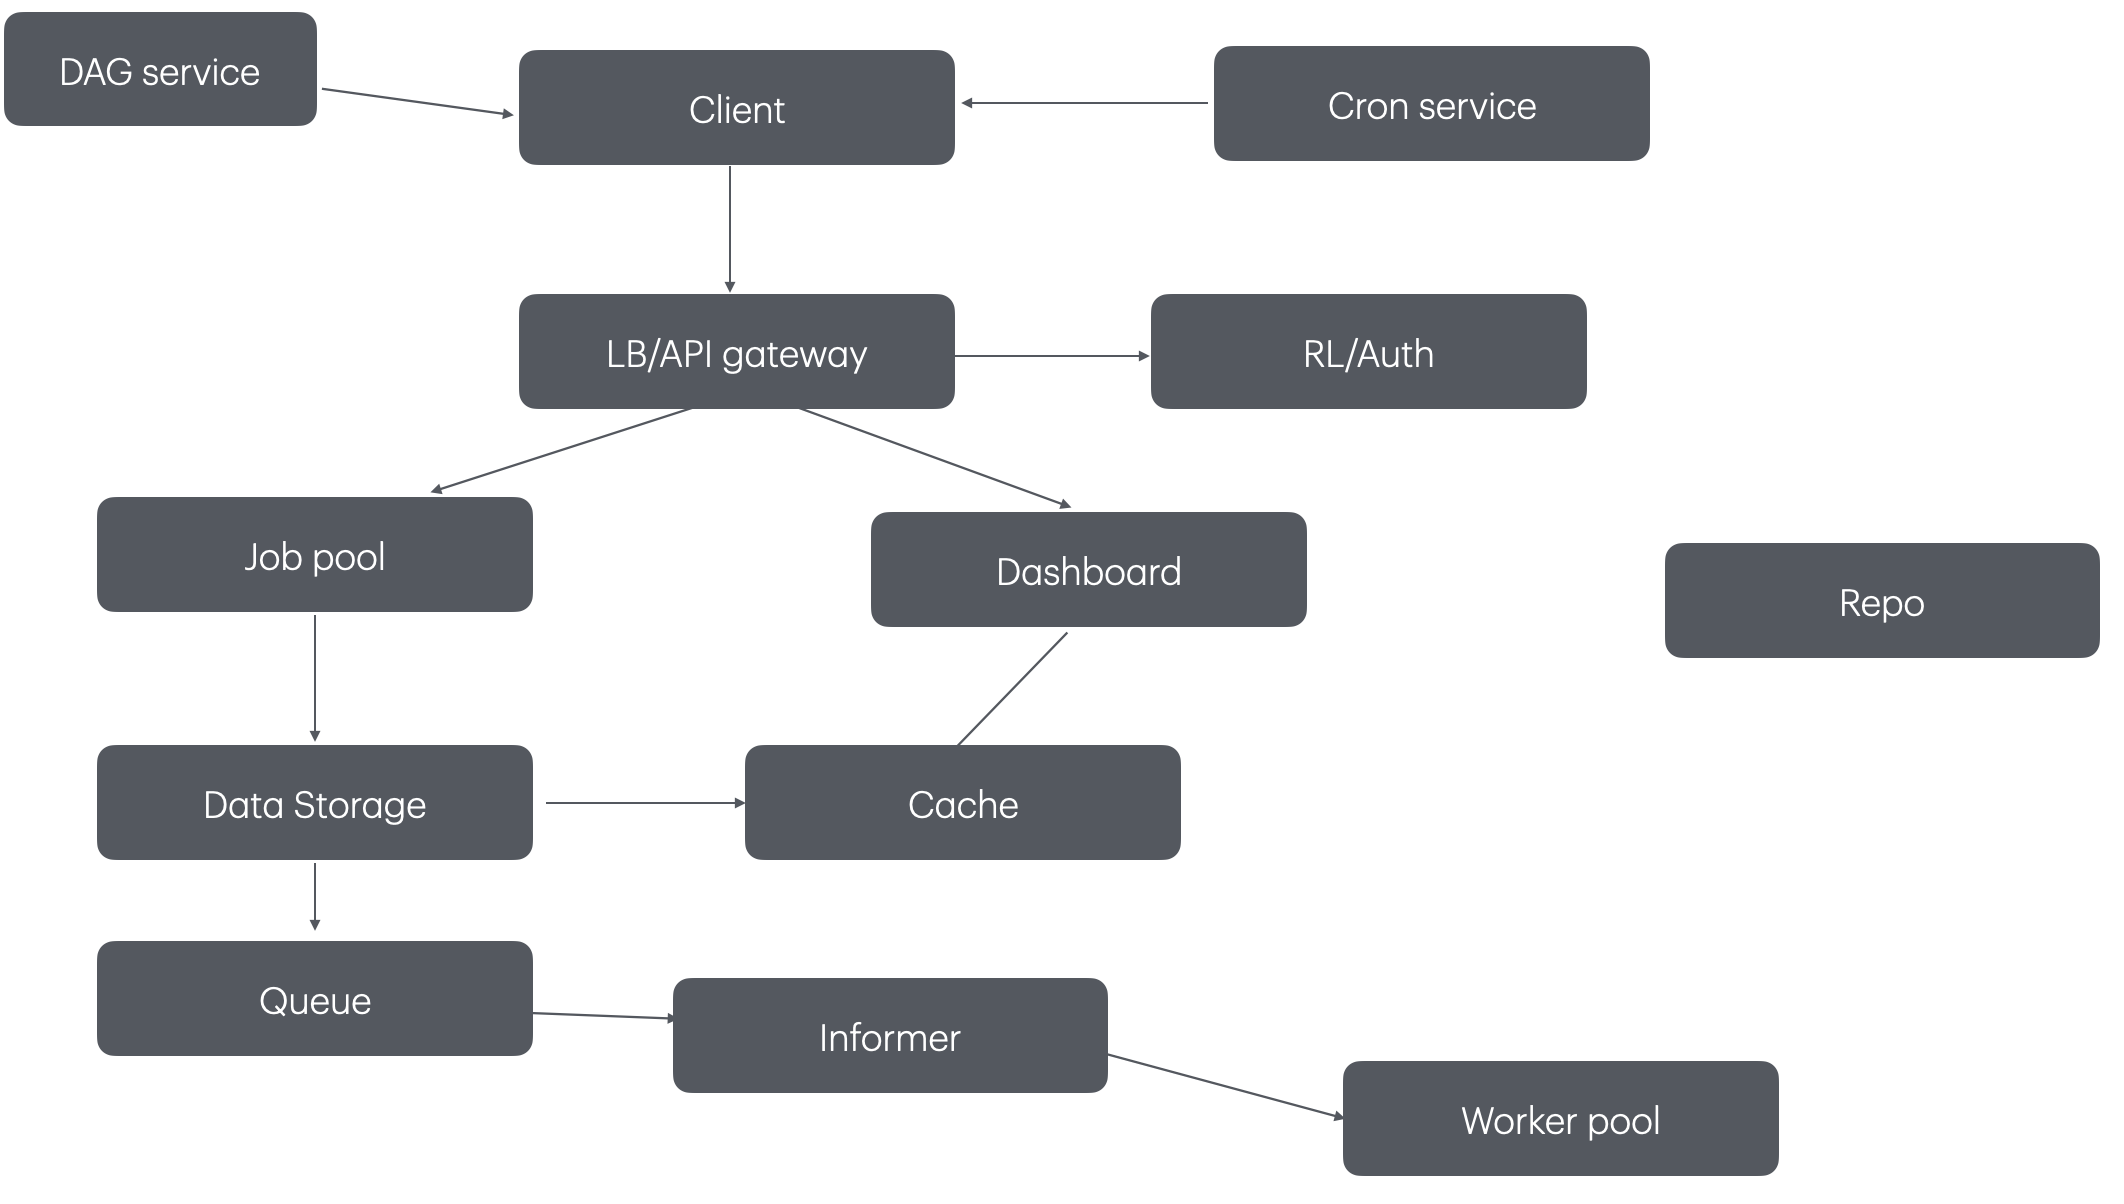 DAG service
Client
Cron service
LB/API gateway
RL/Auth
Job pool
Dashboard
Repo
Data Storage
Cache
Queue
Informer
Worker pool